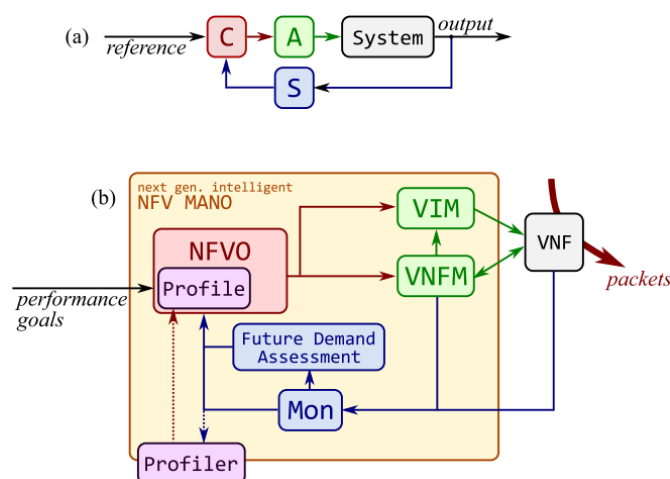 (a)
reference
C
A
System
output
S
(b)
next gen. intelligent
NFV MANO
NFVO
Profile
VIM
VNFM
VNF
packets
performance
goals
Future Demand
Assessment
Mon
Profiler